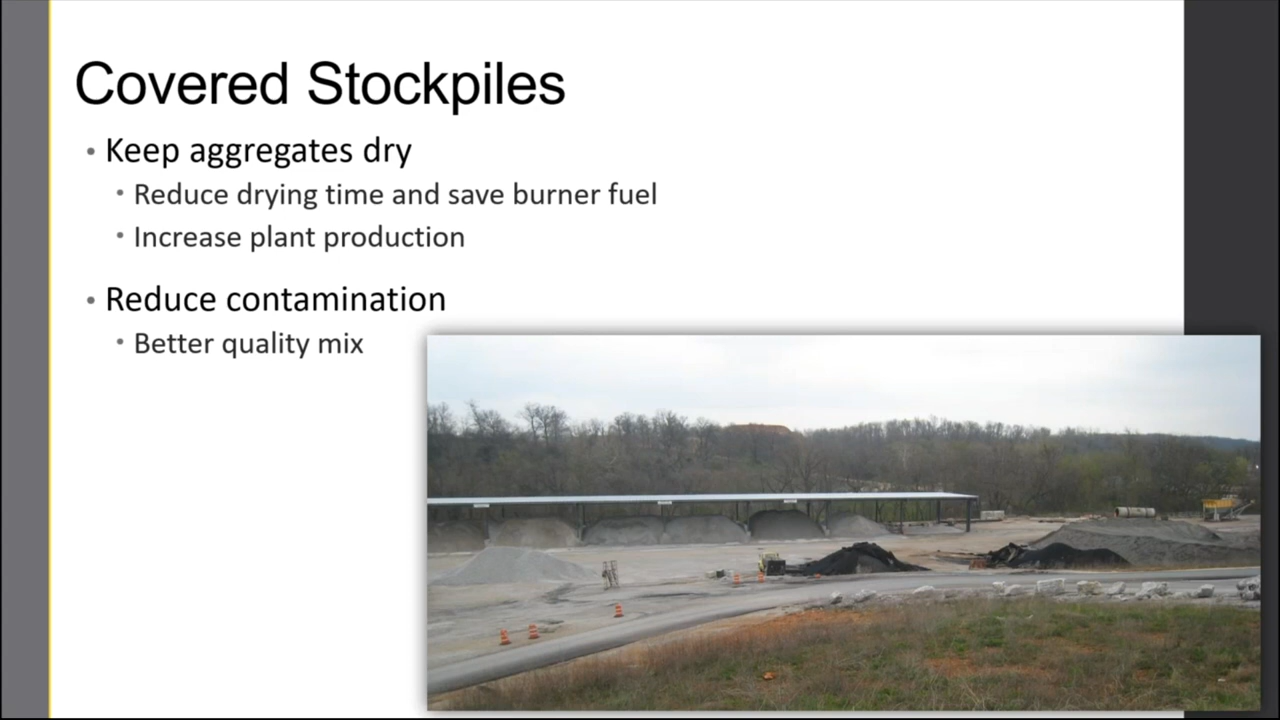 Covered Stockpiles
• Keep aggregates dry
• Reduce drying time and save burner fuel
• Increase plant production
• Reduce contamination
• Better quality mix